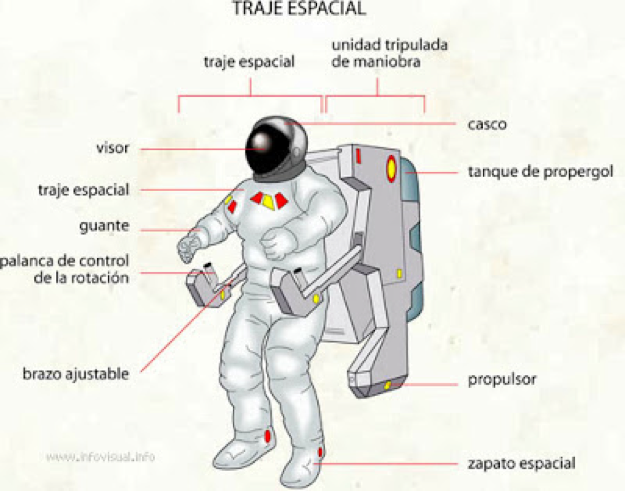 TRAJE ESPACIAL
traje espacial
unidad tripulada
de maniobra
casco
visor
tanque de propergol
traje espacial
guante
palanca de control
de la rotación
brazo ajustable
propulsor
www.infovisual.info
zapato espacial